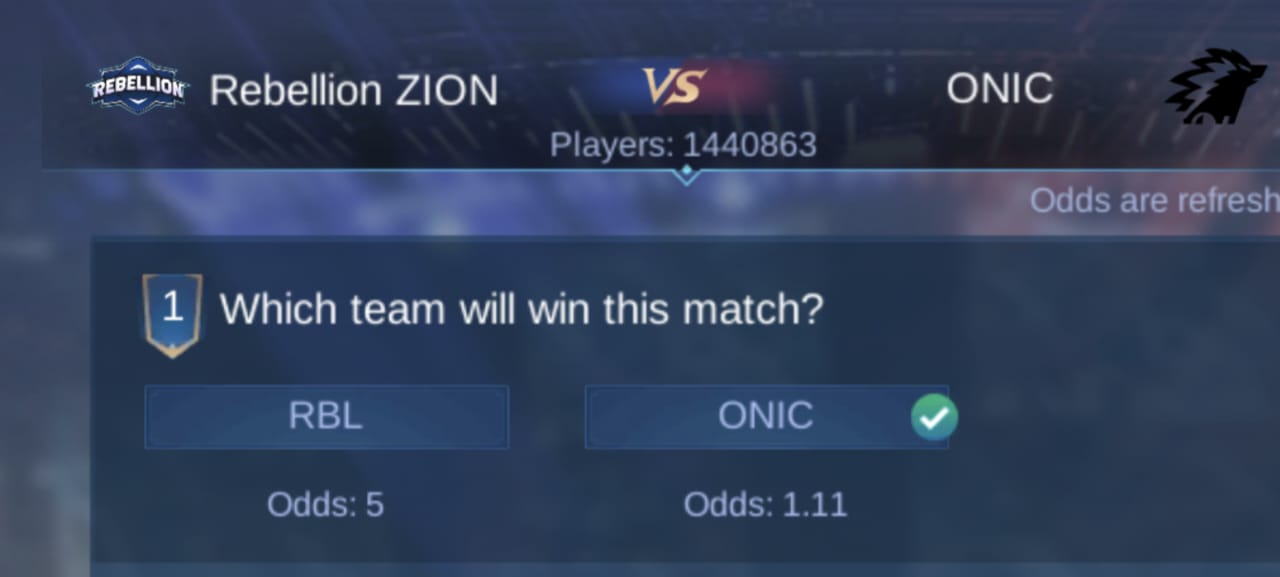 REBELLION Rebellion ZION VS ONIC
Players: 1440863
Odds are refresh
1 Which team will win this match?
RBL ONIC
Odds: 5 Odds: 1.11